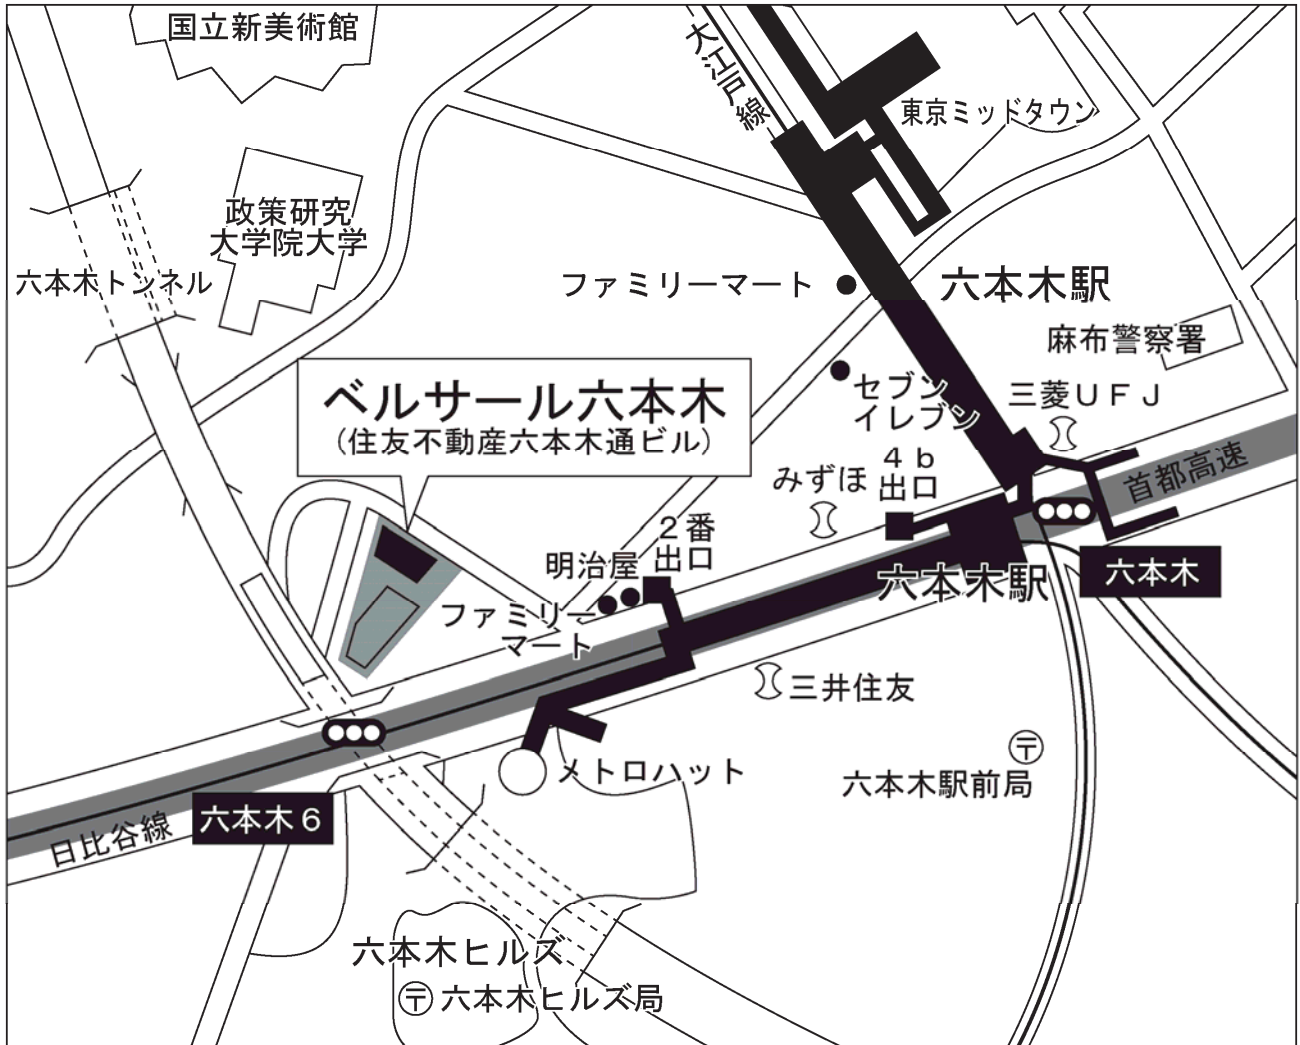 国立新美術館
大江戸線
東京ミッドタウン
政策研究
大学院大学
六本木トンネル
ファミリーマート
六本木駅
麻布警察署
ベルサール六本木
(住友不動産六本木通ビル)
セブン
イレブン
三菱UFJ
みずほ
4b
出口
首都高速
2番
出口
明治屋
ファミリー
マート
六本木駅
六本木
三井住友
メトロハット
〒
六本木駅前局
六本木6
日比谷線
六本木ヒルズ
〒六本木ヒルズ局